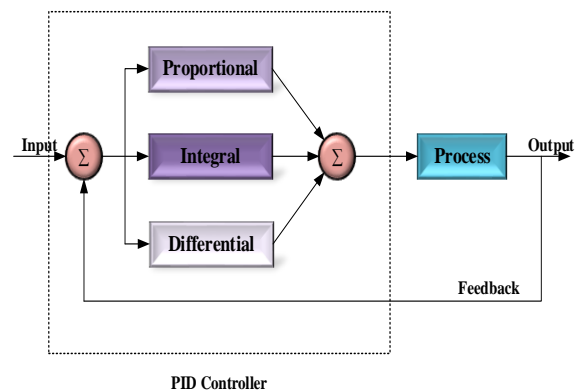 Proportional
Input
Σ
Integral
Σ
Process
Output
Differential
Feedback
PID Controller